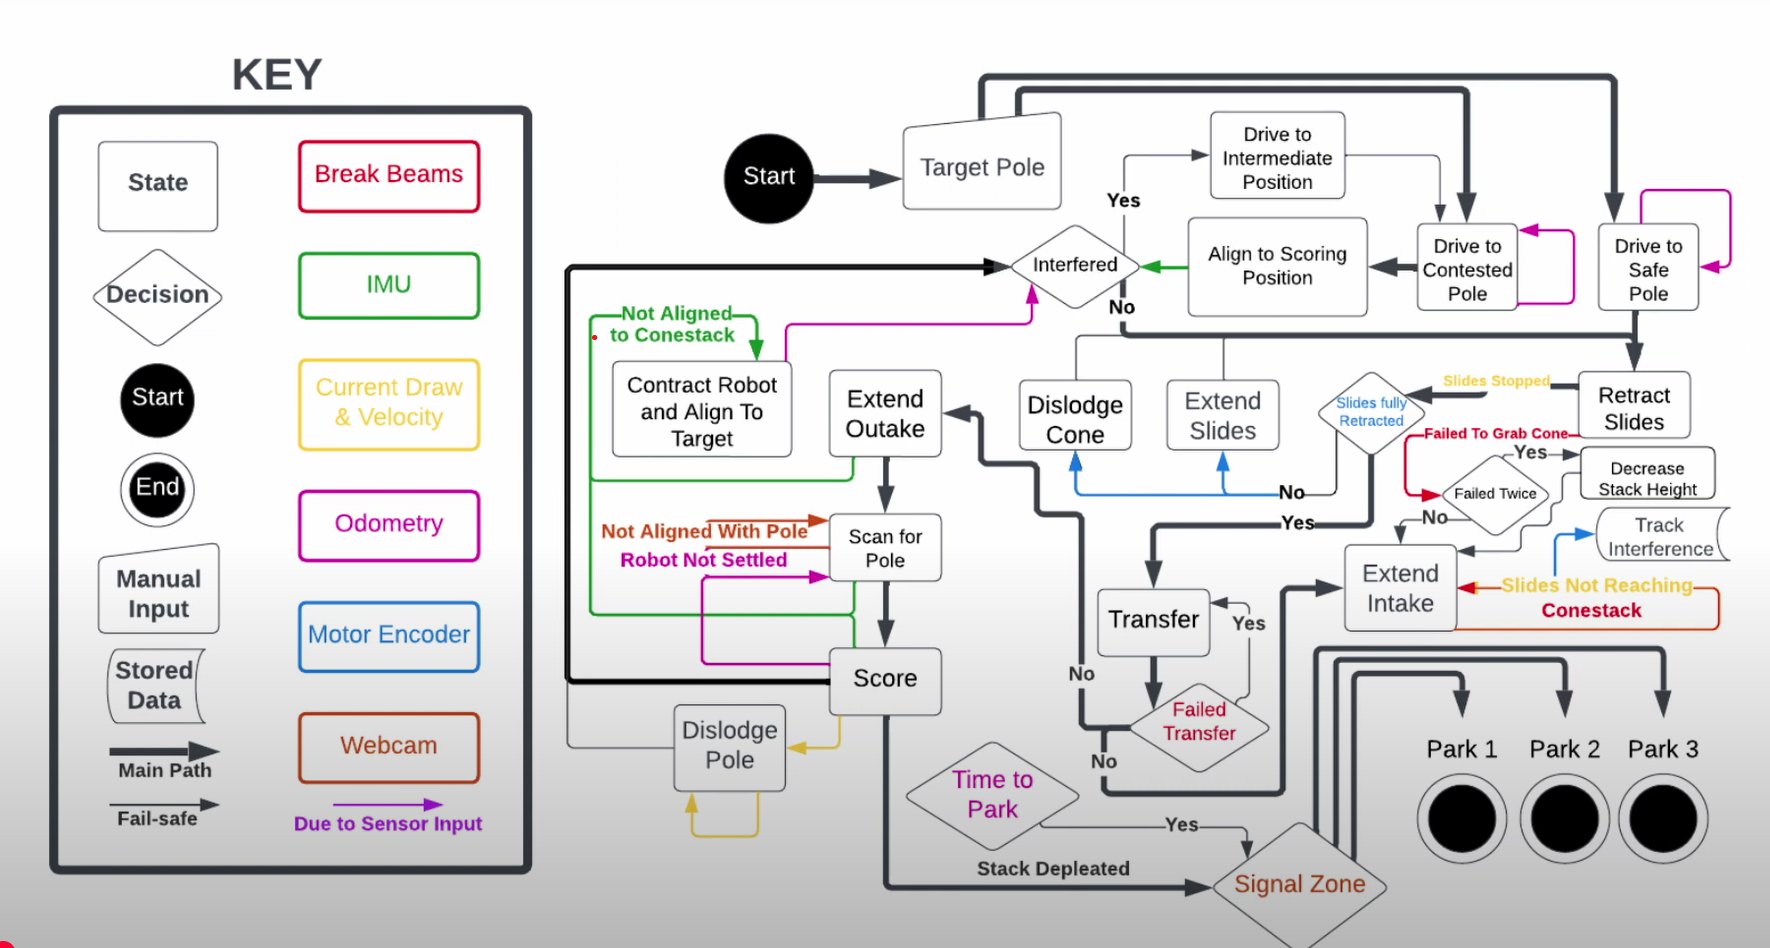 KEY
State
Break Beams
Decision
IMU
Start
Current Draw
& Velocity
End
Odometry
Manual
Input
Motor Encoder
Stored
Data
Webcam
Main Path
Fail-safe
Due to Sensor Input
Start
Target Pole
Drive to
Intermediate
Position
Yes
Interfered
Align to Scoring
Position
Drive to
Contested
Pole
Drive to
Safe
Pole
No
Not Aligned
to Conestack
Contract Robot
and Align To
Target
Extend
Outake
Dislodge
Cone
Extend
Slides
Slides fully
Retracted
Slides Stopped
Retract
Slides
Failed To Grab Cone
Yes
Failed Twice
Decrease
Stack Height
No
No
Yes
Track
Interference
Not Aligned With Pole
Robot Not Settled
Scan for
Pole
Extend
Intake
Slides Not Reaching
Conestack
Transfer
Yes
No
Score
Failed
Transfer
No
Dislodge
Pole
Time to
Park
Yes
Stack Depleated
Signal Zone
Park 1
Park 2
Park 3